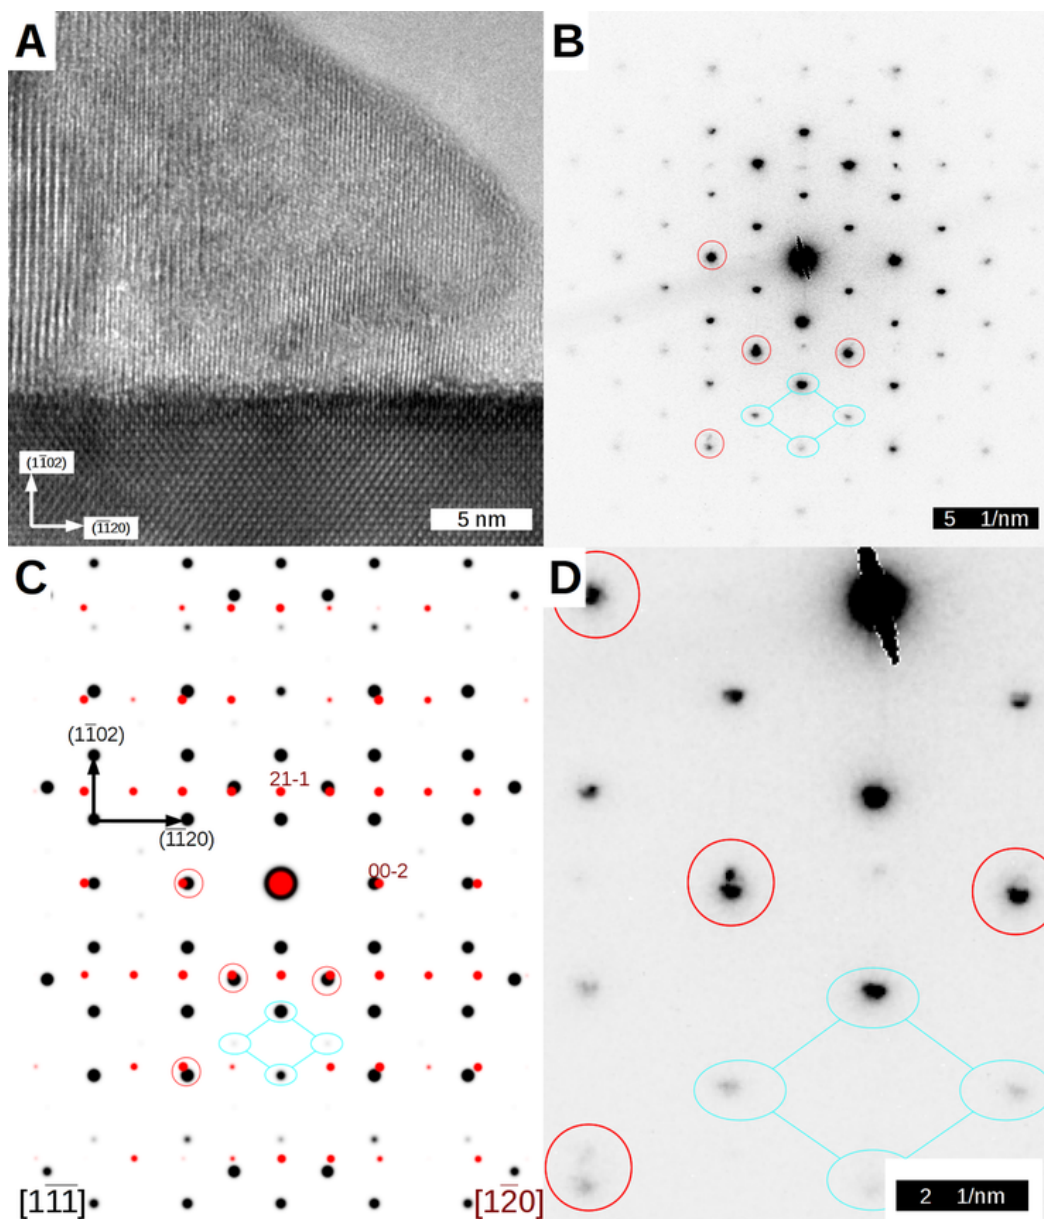 A
B
(11̅02)
(1̅1̅20)
5 nm
5 1/nm
C
D
(11̅02)
21-1
(1̅1̅20)
00-2
[11̅1̅1̅]
[12̅0]
2 1/nm